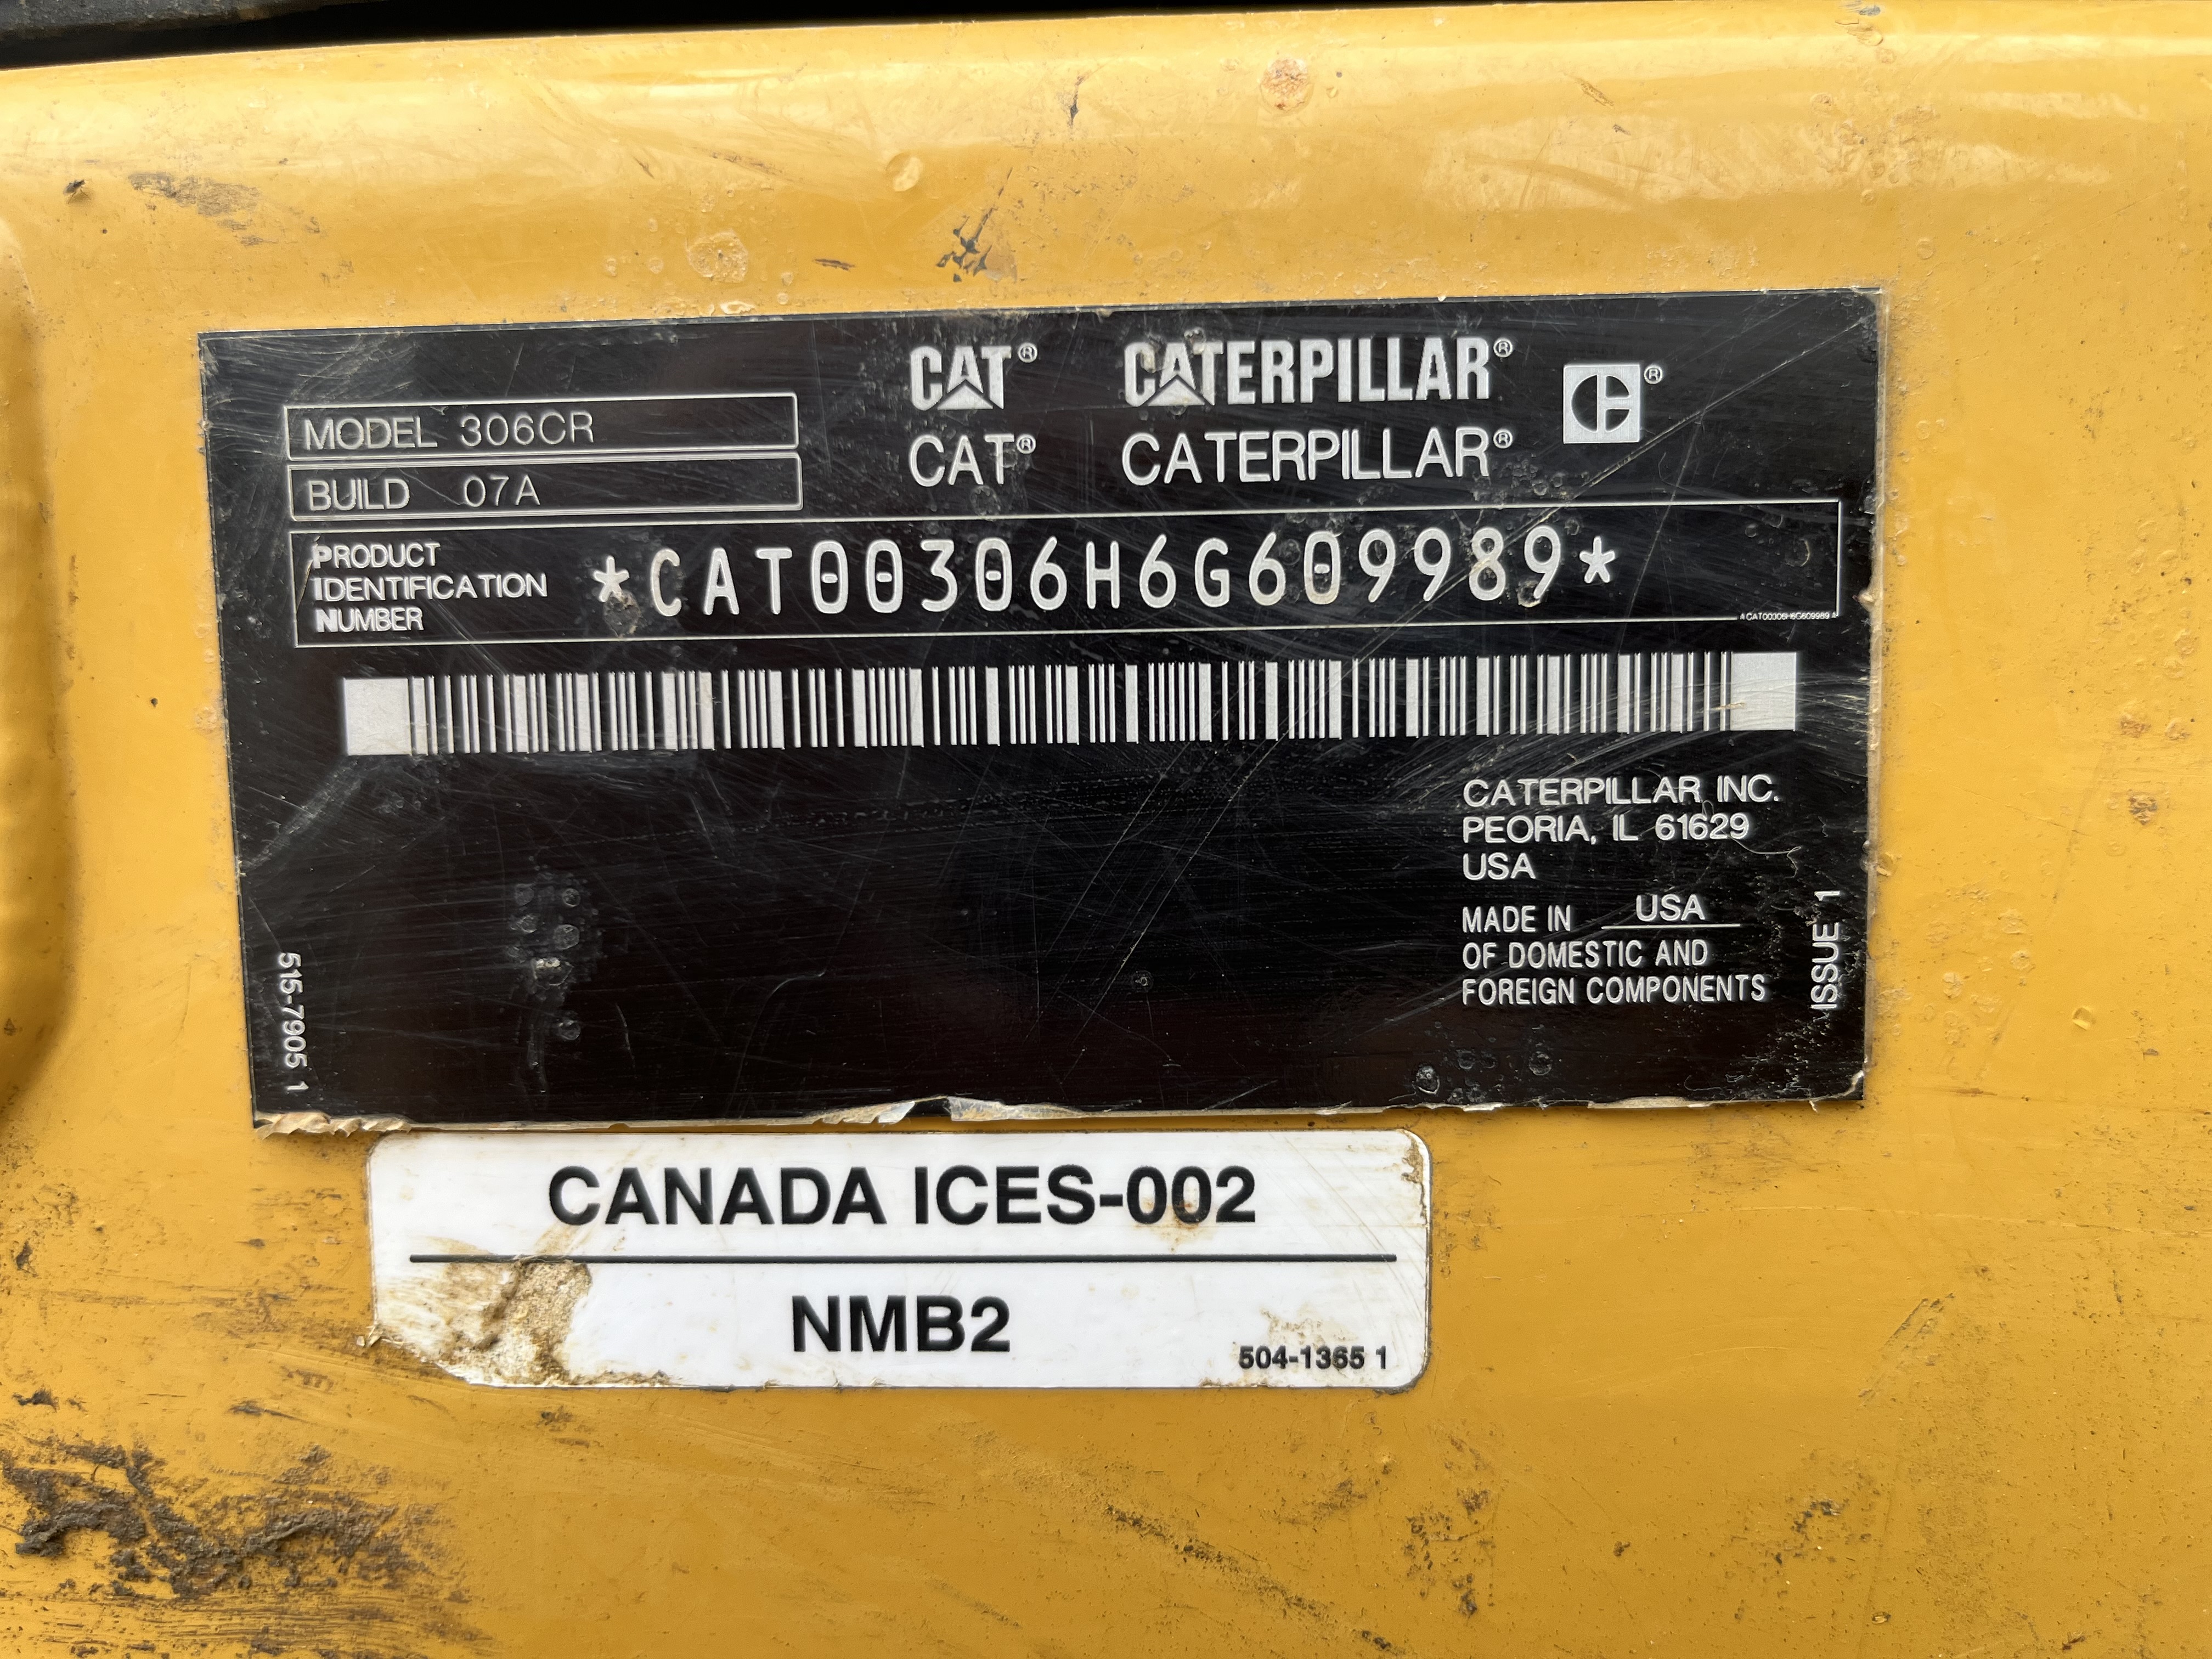 CAT® CATERPILLAR®
CAT® CATERPILLAR®
MODEL 306CR
BUILD 07A
PRODUCT
IDENTIFICATION
NUMBER
*CAT00306H6G609989*
CAT00306H6G609989
CATERPILLAR INC.
PEORIA, IL 61629
USA
MADE IN USA
OF DOMESTIC AND
FOREIGN COMPONENTS
ISSUE 1
515-7905 1
CANADA ICES-002
NMB2
504-1365 1